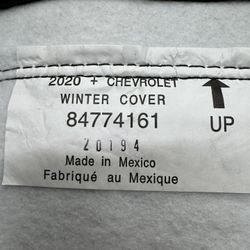 2020 + CHEVROLET
WINTER COVER
84774161
UP
20194
Made in Mexico
Fabriqué au Mexique